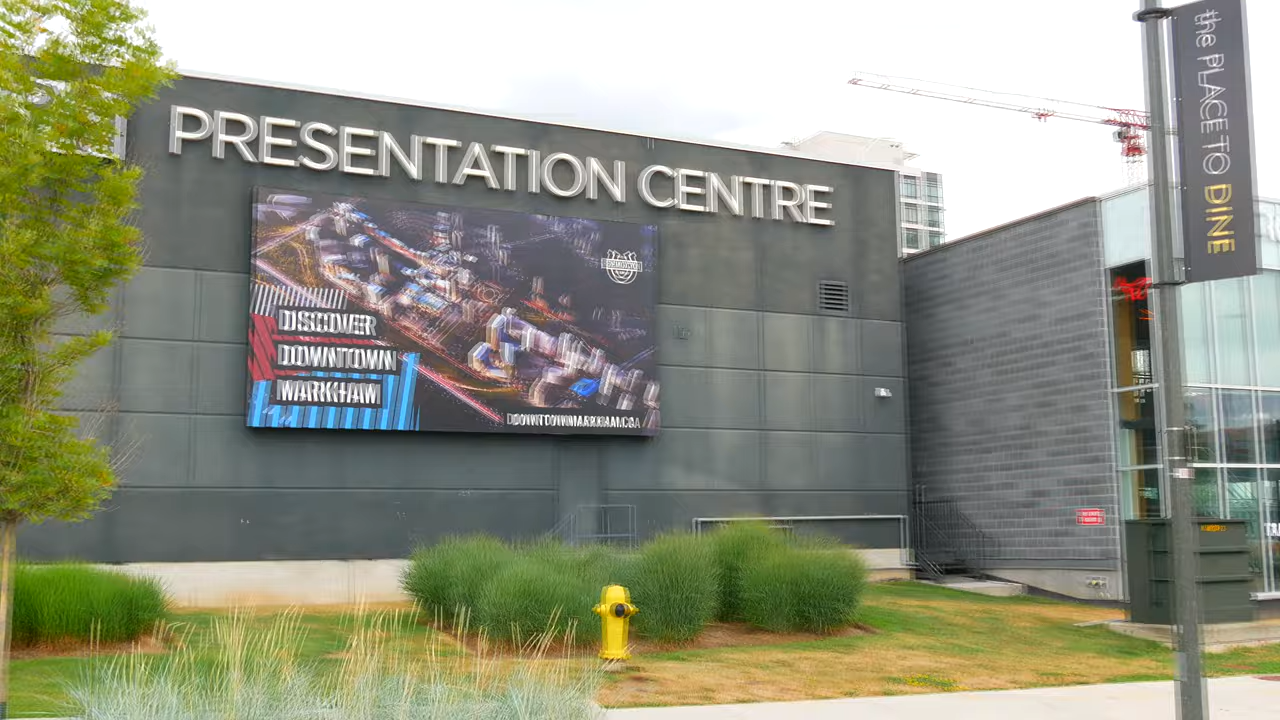 PRESENTATION CENTRE
DISCOVER
DOWNTOWN
MARKHAM
DOWNTOWNMARKHAM.CA
the PLACE TO DINE